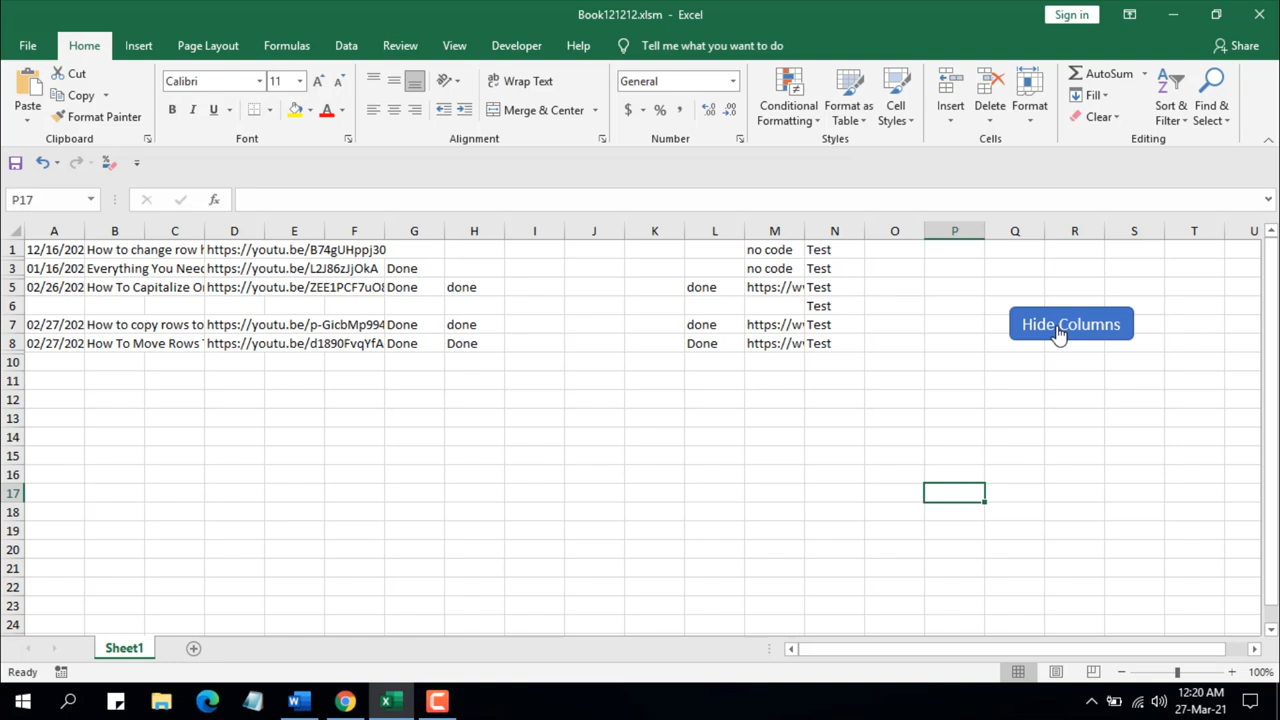 Book121212.xlsm - Excel
Sign in
File Home Insert Page Layout Formulas Data Review View Developer Help Tell me what you want to do Share
Paste
Cut
Copy
Format Painter
Clipboard
Calibri 11
B I U
Font
Wrap Text
Merge & Center
Alignment
General
$ % ,
Number
Conditional Formatting
Format as Table
Cell Styles
Styles
Insert
Delete
Format
Cells
AutoSum
Fill
Clear
Sort & Filter
Find & Select
Editing
P17
fx
A B C D E F G H I J K L M N O P Q R S T U
1 12/16/202 How to change row h https://youtu.be/B74gUHppj30 no code Test
3 01/16/202 Everything You Need https://youtu.be/L2J86zJjOkA Done no code Test
5 02/26/202 How To Capitalize On https://youtu.be/ZEE1PCF7uO8 Done done done https://w Test
6 Test
7 02/27/202 How to copy rows to https://youtu.be/p-GicbMp994 Done done done https://w Test
Hide Columns
8 02/27/202 How To Move Rows https://youtu.be/d1890FvqYfA Done Done Done https://w Test
10
11
12
13
14
15
16
17
18
19
20
21
22
23
24
Sheet1
Ready
100%
12:20 AM
27-Mar-21